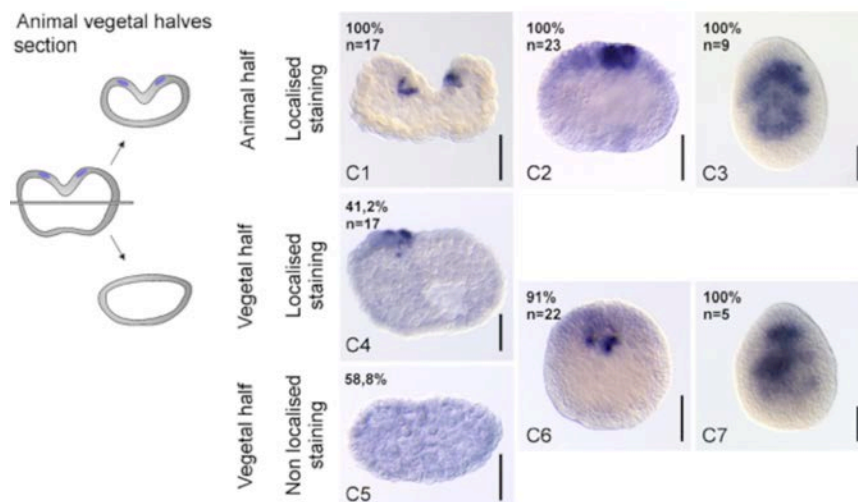 Animal vegetal halves
section
Animal half
Localised
staining
100%
n=17
C1
100%
n=23
C2
100%
n=9
C3
Vegetal half
Localised
staining
41,2%
n=17
C4
91%
n=22
C6
100%
n=5
C7
Vegetal half
Non localised
staining
58,8%
C5